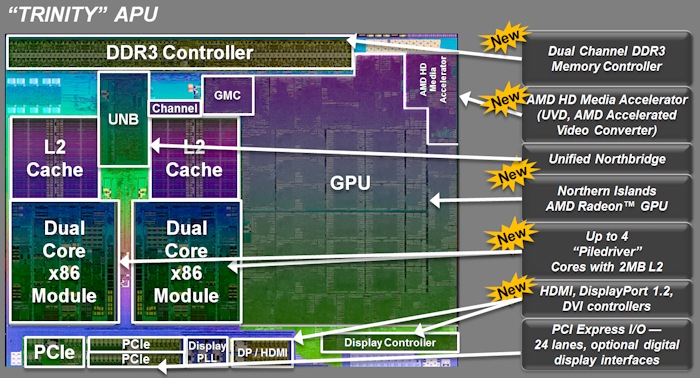 “TRINITY” APU
DDR3 Controller
UNB
Channel
GMC
AMD HD
Media
Accelerator
L2
Cache
L2
Cache
GPU
Dual
Core
x86
Module
Dual
Core
x86
Module
PCIe
PCIe
PCIe
Display
PLL
DP / HDMI
Display Controller
New
Dual Channel DDR3
Memory Controller
New
AMD HD Media Accelerator
(UVD, AMD Accelerated
Video Converter)
Unified Northbridge
New
Northern Islands
AMD Radeon™ GPU
New
Up to 4
“Piledriver”
Cores with 2MB L2
New
HDMI, DisplayPort 1.2,
DVI controllers
PCI Express I/O —
24 lanes, optional digital
display interfaces